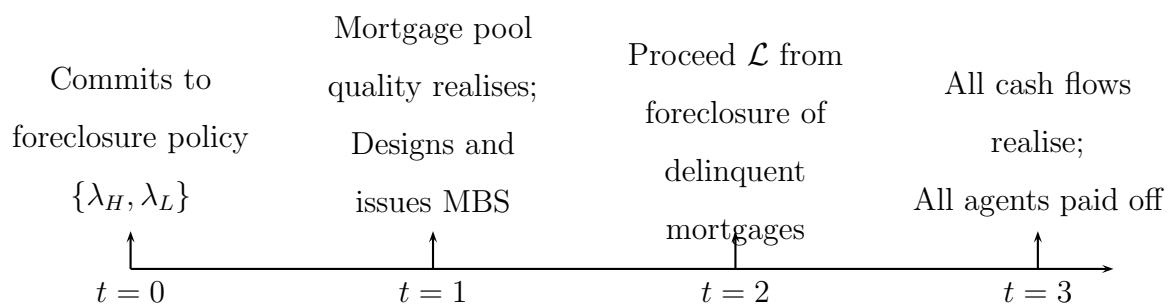 Commits to
foreclosure policy
{λ_H, λ_L}
Mortgage pool
quality realises;
Designs and
issues MBS
Proceed ℒ from
foreclosure of
delinquent
mortgages
All cash flows
realise;
All agents paid off
t = 0
t = 1
t = 2
t = 3